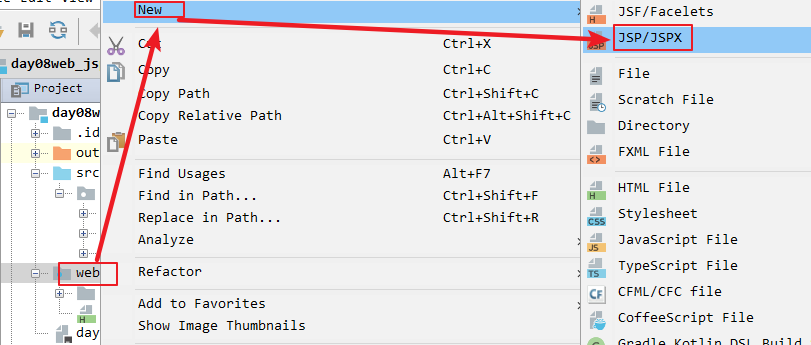 New
Cut Ctrl+X
Copy Ctrl+C
Copy Path Ctrl+Shift+C
Copy Relative Path Ctrl+Alt+Shift+C
Paste Ctrl+V
Find Usages Alt+F7
Find in Path... Ctrl+Shift+F
Replace in Path... Ctrl+Shift+R
Analyze
Refactor
Add to Favorites
Show Image Thumbnails
JSF/Facelets
JSP/JSPX
File
Scratch File
Directory
FXML File
HTML File
Stylesheet
JavaScript File
TypeScript File
CFML/CFC file
CoffeeScript File
Gradle Kotlin DSL Build
File
Edit
View
day08web_js
Project
day08w
.id
out
src
web
day